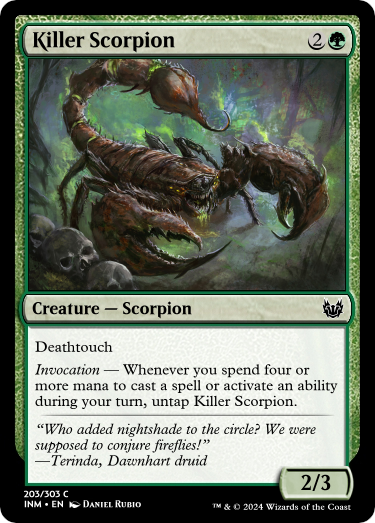 Killer Scorpion 2
Creature — Scorpion
Deathtouch
Invocation — Whenever you spend four or
more mana to cast a spell or activate an ability
during your turn, untap Killer Scorpion.
“Who added nightshade to the circle? We were
supposed to conjure fireflies!”
—Terinda, Dawnhart druid
2/3
203/303 C
INM • EN Daniel Rubio
™ & © 2024 Wizards of the Coast